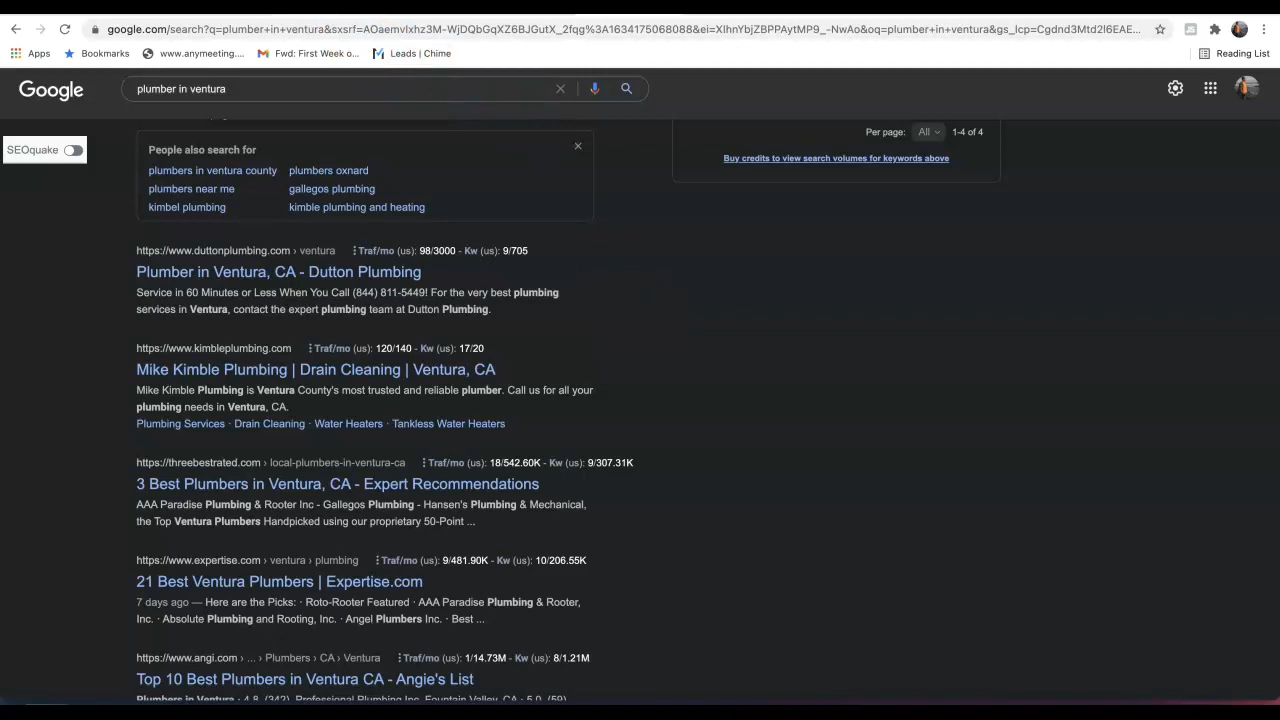 google.com/search?q=plumber+in+ventura&sxsrf=AOaemvIxhz3M-WjDQbGqXZ6BJGutX_2fqg%3A1634175068088&ei=XIhnYbjZBPPAytMP9_-NwAo&oq=plumber+in+ventura&gs_lcp=Cgdnd3Mtd2l6EAE...
Apps Bookmarks www.anymeeting.... Fwd: First Week o... Leads | Chime Reading List
Google plumber in ventura
SEOquake
Per page: All 1-4 of 4
Buy credits to view search volumes for keywords above
People also search for
plumbers in ventura county plumbers oxnard
plumbers near me gallegos plumbing
kimbel plumbing kimble plumbing and heating
https://www.duttonplumbing.com › ventura Traf/mo (us): 98/3000 - Kw (us): 9/705
Plumber in Ventura, CA - Dutton Plumbing
Service in 60 Minutes or Less When You Call (844) 811-5449! For the very best plumbing
services in Ventura, contact the expert plumbing team at Dutton Plumbing.
https://www.kimbleplumbing.com Traf/mo (us): 120/140 - Kw (us): 17/20
Mike Kimble Plumbing | Drain Cleaning | Ventura, CA
Mike Kimble Plumbing is Ventura County's most trusted and reliable plumber. Call us for all your
plumbing needs in Ventura, CA.
Plumbing Services · Drain Cleaning · Water Heaters · Tankless Water Heaters
https://threebestrated.com › local-plumbers-in-ventura-ca Traf/mo (us): 18/542.60K - Kw (us): 9/307.31K
3 Best Plumbers in Ventura, CA - Expert Recommendations
AAA Paradise Plumbing & Rooter Inc - Gallegos Plumbing - Hansen's Plumbing & Mechanical,
the Top Ventura Plumbers Handpicked using our proprietary 50-Point ...
https://www.expertise.com › ventura › plumbing Traf/mo (us): 9/481.90K - Kw (us): 10/206.55K
21 Best Ventura Plumbers | Expertise.com
7 days ago — Here are the Picks: · Roto-Rooter Featured · AAA Paradise Plumbing & Rooter,
Inc. · Absolute Plumbing and Rooting, Inc. · Angel Plumbers Inc. · Best ...
https://www.angi.com › ... › Plumbers › CA › Ventura Traf/mo (us): 1/14.73M - Kw (us): 8/1.21M
Top 10 Best Plumbers in Ventura CA - Angie's List
Plumbers in Ventura · 4.8. (342). Professional Plumbing Inc. Fountain Valley, CA · 5.0. (59)